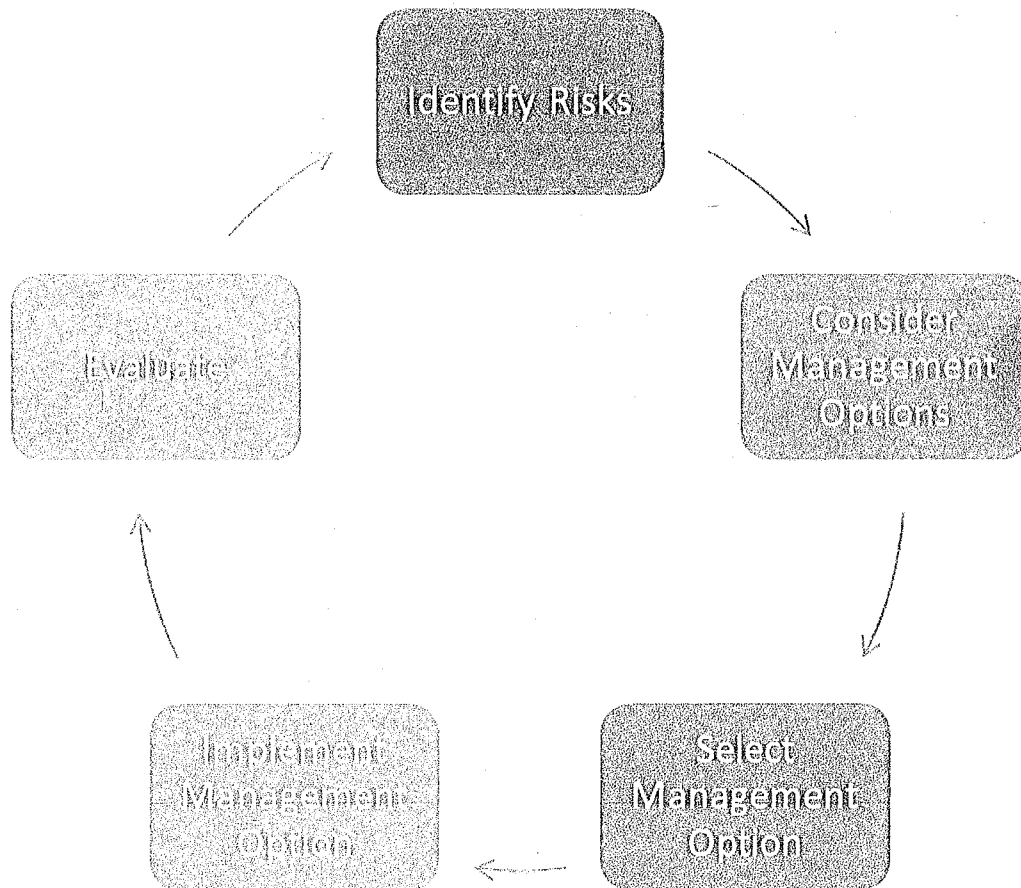 Identify Risks
Consider
Management
Options
Select
Management
Option
Implement
Management
Option
Evaluate